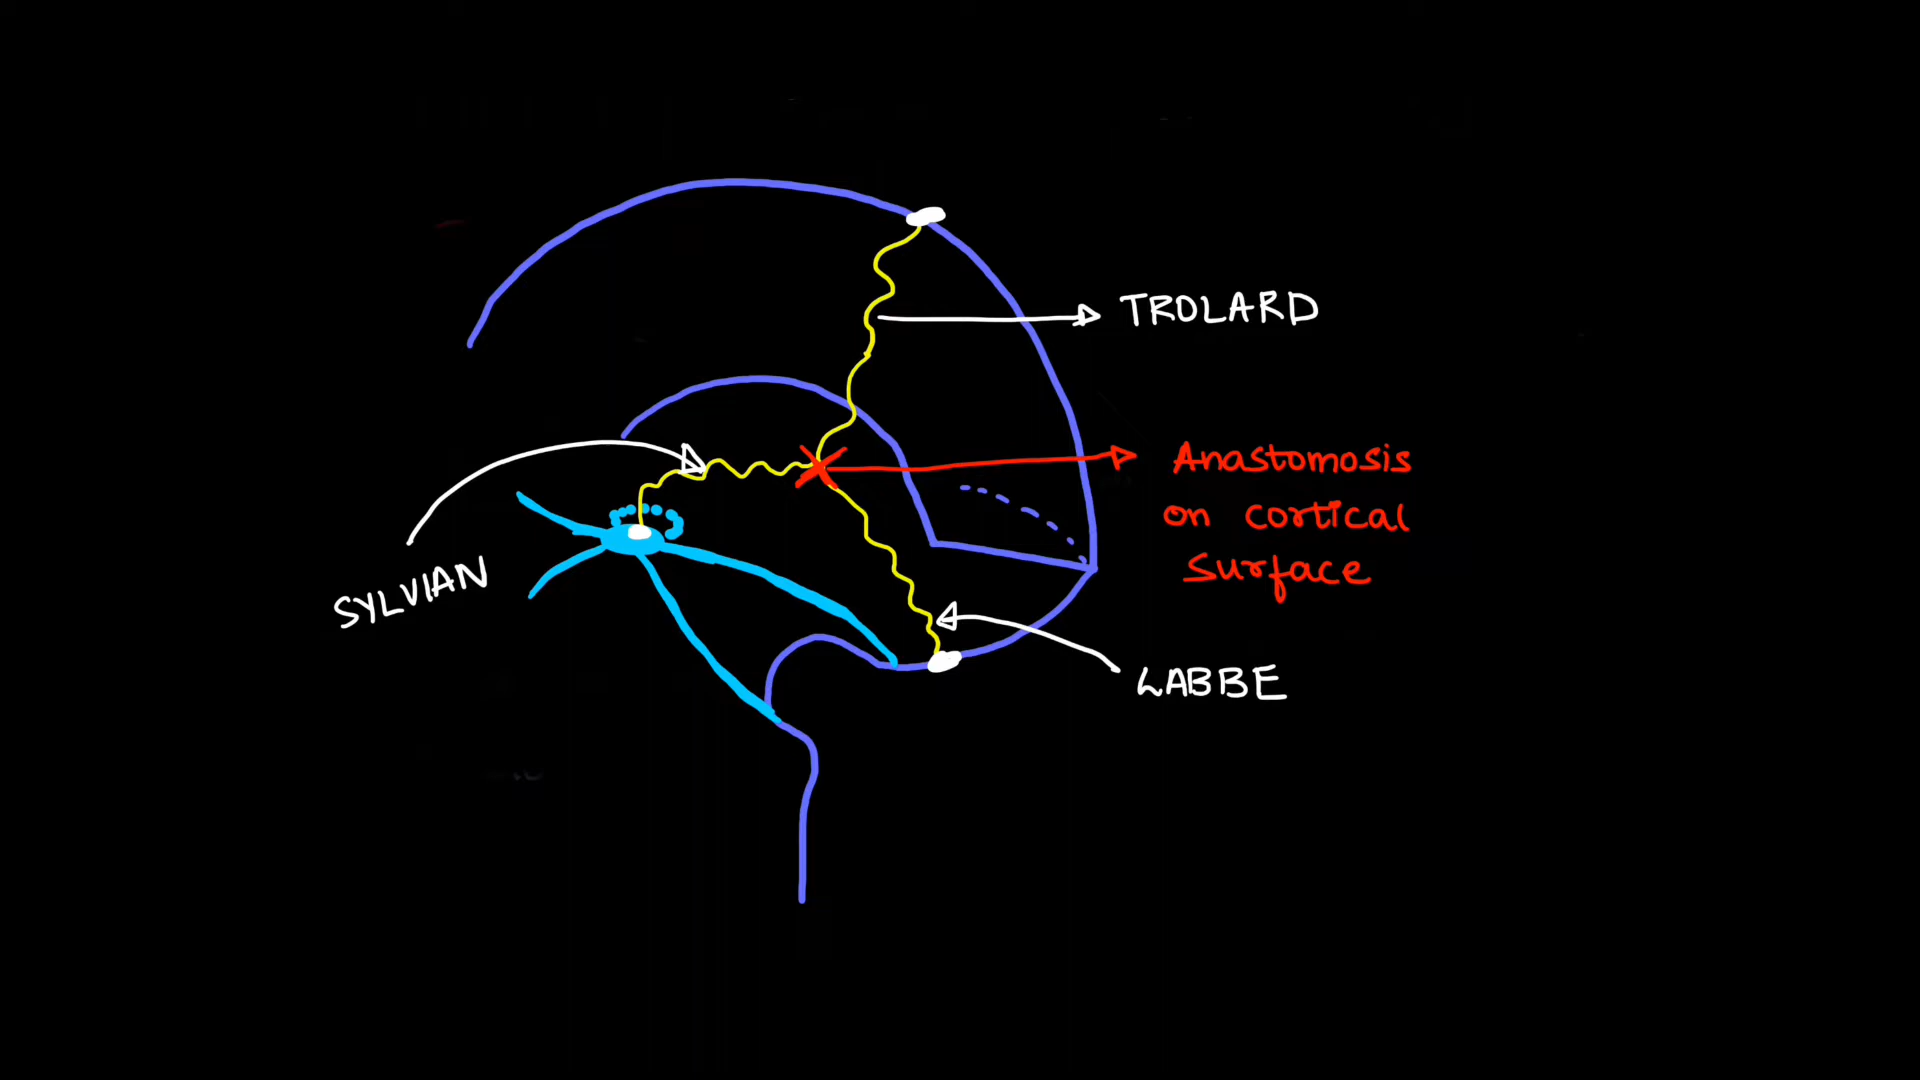 TROLARD
Anastomosis
on cortical
surface
SYLVIAN
LABBE